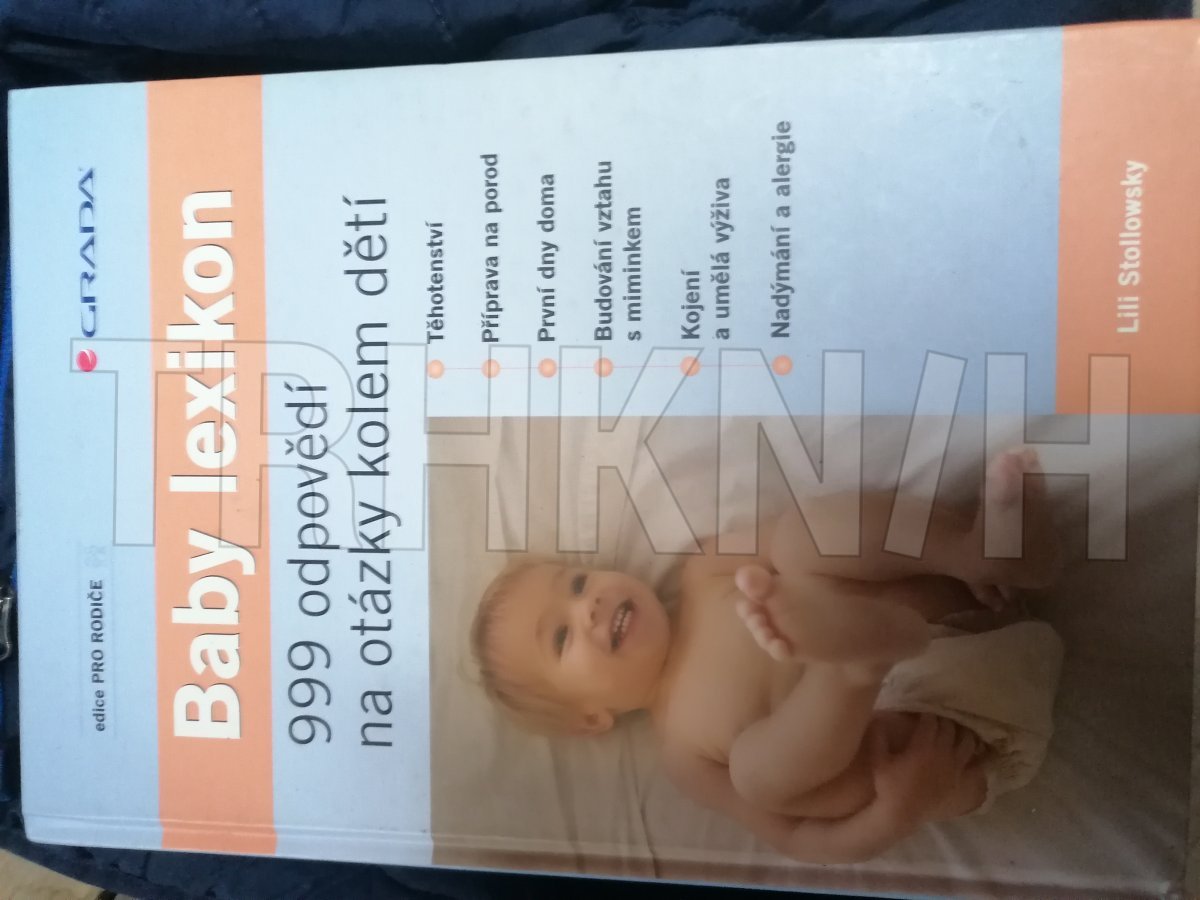 edice PRO RODIČE
GRADA
Baby lexikon
999 odpovědí
na otázky kolem dětí
Těhotenství
Příprava na porod
První dny doma
Budování vztahu
s miminkem
Kojení
a umělá výživa
Nadýmání a alergie
Lili Stollowsky
TRHKN/H